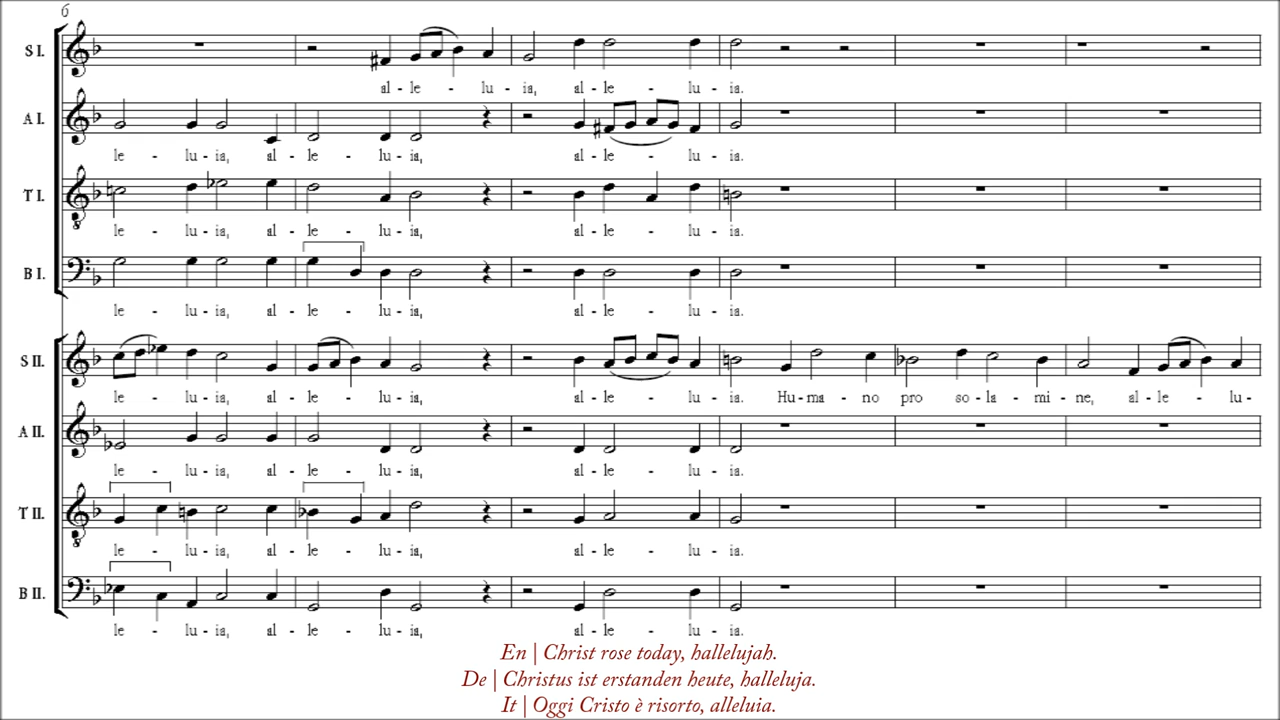 6
S I.
al - le - lu - ia, al - le - lu - ia.
A I.
le - lu - ia, al - le - lu - ia, al - le - lu - ia.
T I.
le - lu - ia, al - le - lu - ia, al - le - lu - ia.
B I.
le - lu - ia, al - le - lu - ia, al - le - lu - ia.
S II.
le - lu - ia, al - le - lu - ia, al - le - lu - ia. Hu - ma - no pro so - la - mi - ne, al - le - lu -
A II.
le - lu - ia, al - le - lu - ia, al - le - lu - ia.
T II.
le - lu - ia, al - le - lu - ia, al - le - lu - ia.
B II.
le - lu - ia, al - le - lu - ia, al - le - lu - ia.
En | Christ rose today, hallelujah.
De | Christus ist erstanden heute, halleluja.
It | Oggi Cristo è risorto, alleluia.